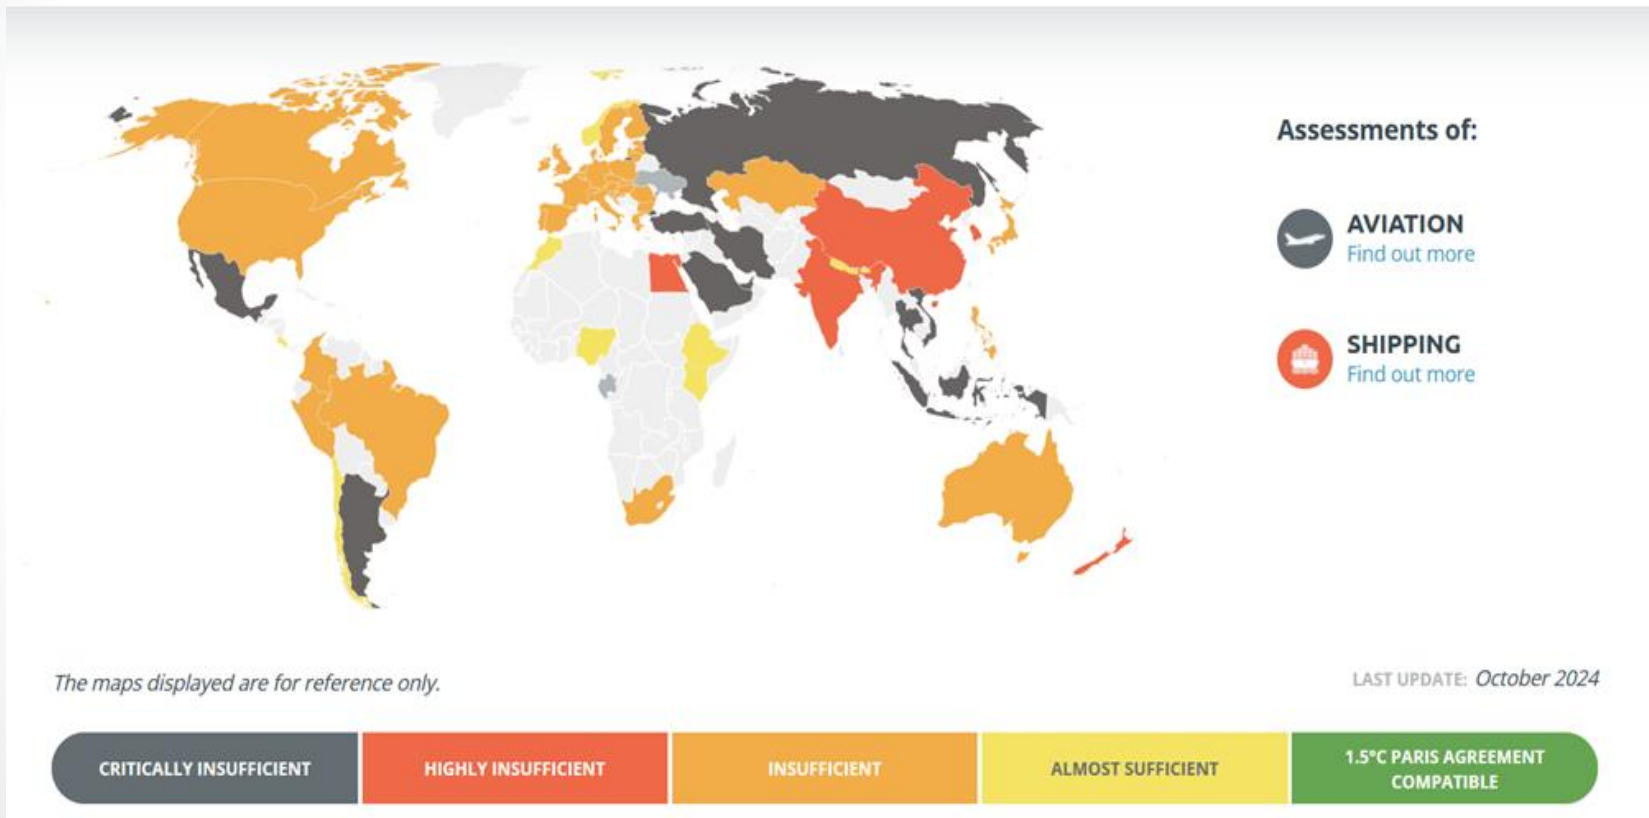 Assessments of:
AVIATION
Find out more
SHIPPING
Find out more
The maps displayed are for reference only.
LAST UPDATE: October 2024
CRITICALLY INSUFFICIENT
HIGHLY INSUFFICIENT
INSUFFICIENT
ALMOST SUFFICIENT
1.5°C PARIS AGREEMENT
COMPATIBLE